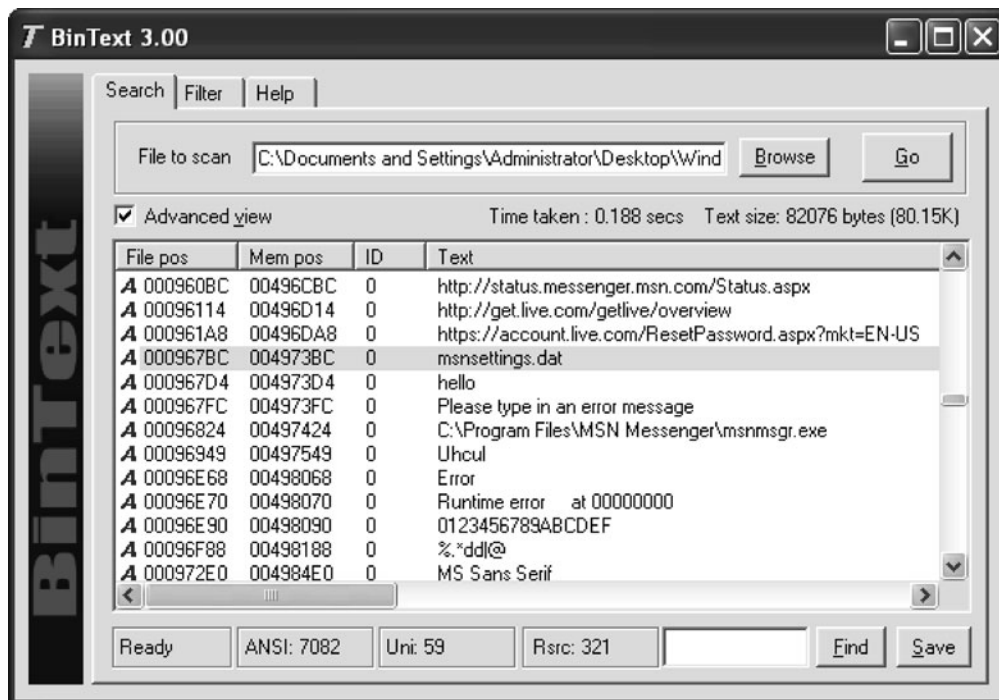 BinText 3.00
Search Filter Help
File to scan C:\Documents and Settings\Administrator\Desktop\Wind Browse Go
Advanced view Time taken : 0.188 secs Text size: 82076 bytes (80.15K)
File pos Mem pos ID Text
A 000960BC 00496CBC 0 http://status.messenger.msn.com/Status.aspx
A 00096114 00496D14 0 http://get.live.com/getlive/overview
A 000961A8 00496DA8 0 https://account.live.com/ResetPassword.aspx?mkt=EN-US
A 000967BC 004973BC 0 msnsettings.dat
A 000967D4 004973D4 0 hello
A 000967FC 004973FC 0 Please type in an error message
A 00096824 00497424 0 C:\Program Files\MSN Messenger\msnmsgr.exe
A 00096949 00497549 0 Uhcul
A 00096E68 00498068 0 Error
A 00096E70 00498070 0 Runtime error at 00000000
A 00096E90 00498090 0 0123456789ABCDEF
A 00096F88 00498188 0 %.*dd|@
A 000972E0 004984E0 0 MS Sans Serif
BinText
Ready ANSI: 7082 Uni: 59 Rsrc: 321 Find Save